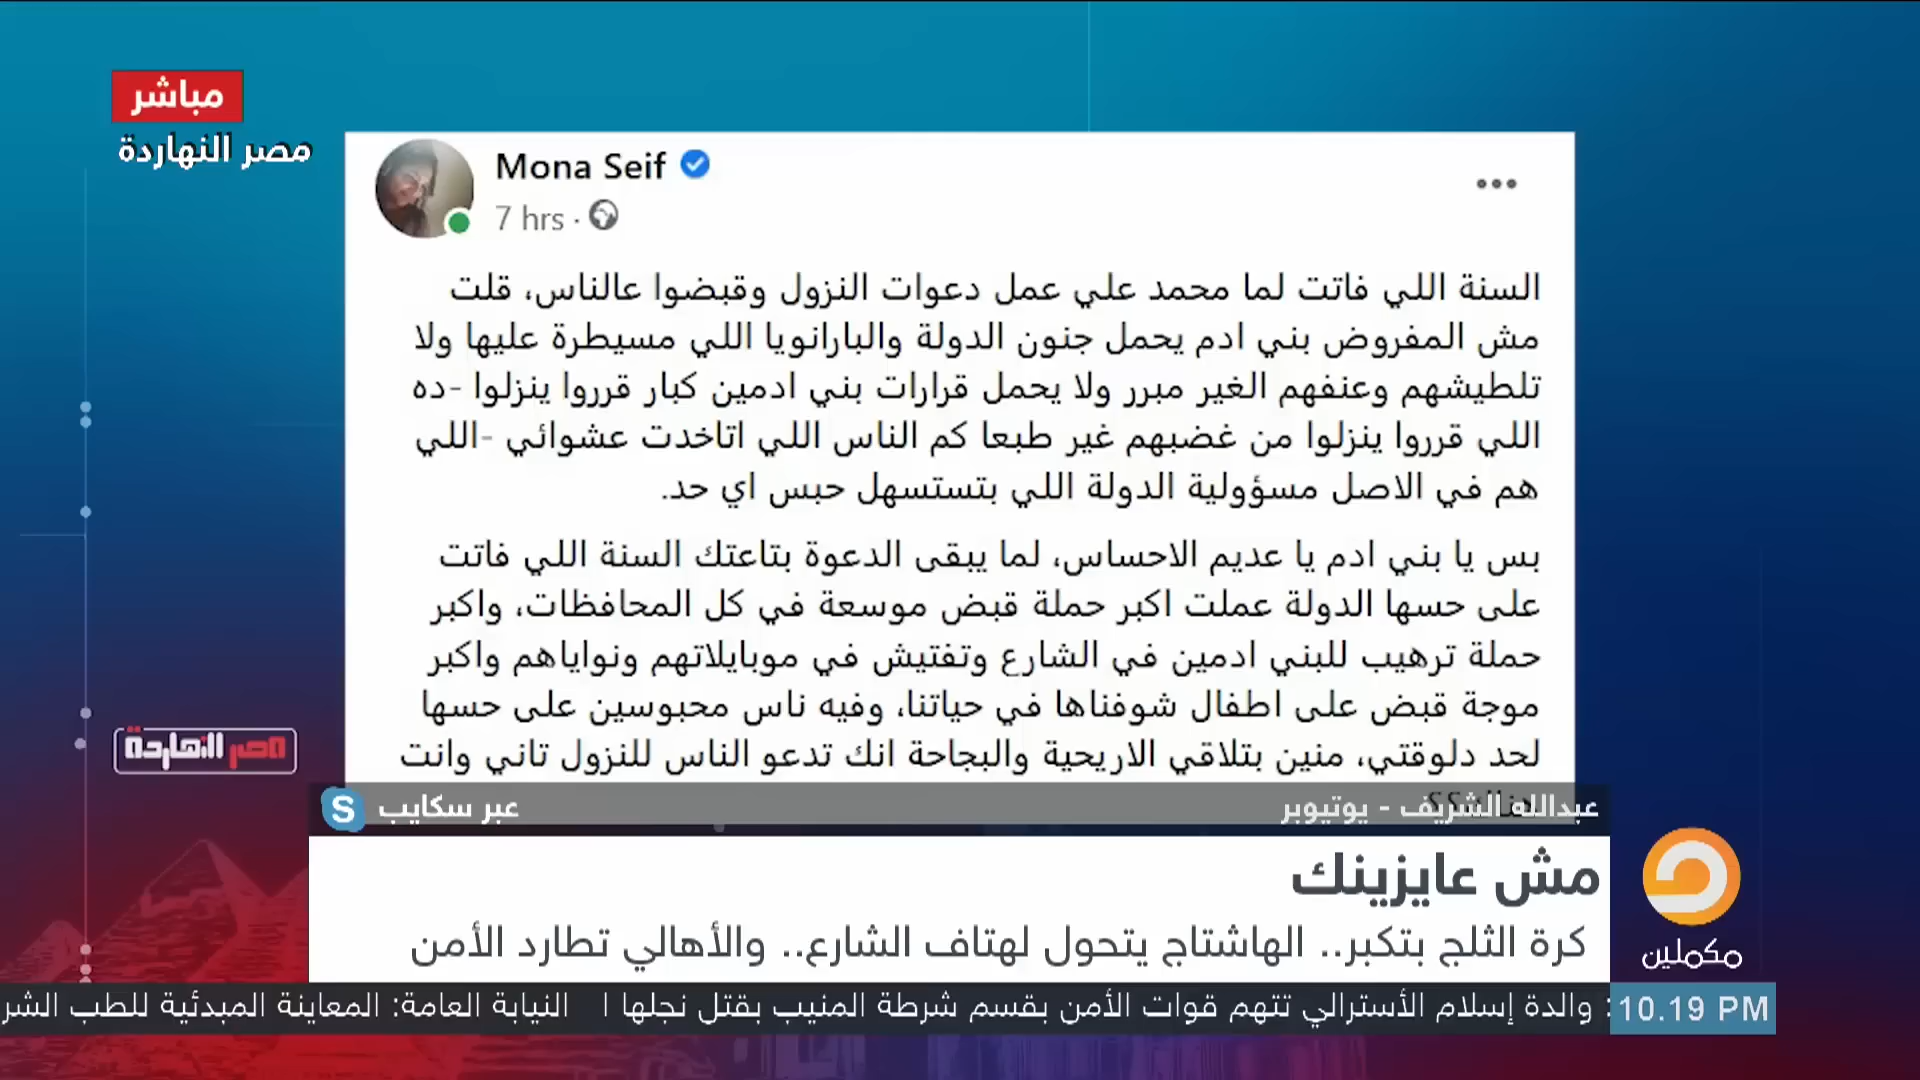 مباشر
مصر النهاردة
Mona Seif
7 hrs ·
السنة اللي فاتت لما محمد علي عمل دعوات النزول وقبضوا عالناس، قلت
مش المفروض بني ادم يحمل جنون الدولة والبارانويا اللي مسيطرة عليها ولا
تلطيشهم وعنفهم الغير مبرر ولا يحمل قرارات بني ادمين كبار قرروا ينزلوا -ده
اللي قرروا ينزلوا من غضبهم غير طبعا كم الناس اللي اتاخدت عشوائي -اللي
هم في الاصل مسؤولية الدولة اللي بتستسهل حبس اي حد.
بس يا بني ادم يا عديم الاحساس، لما يبقى الدعوة بتاعتك السنة اللي فاتت
على حسها الدولة عملت اكبر حملة قبض موسعة في كل المحافظات، واكبر
حملة ترهيب للبني ادمين في الشارع وتفتيش في موبايلاتهم ونواياهم واكبر
موجة قبض على اطفال شوفناها في حياتنا، وفيه ناس محبوسين على حسها
لحد دلوقتي، منين بتلاقي الاريحية والبجاحة انك تدعو الناس للنزول تاني وانت
مصر النهاردة
عبدالله الشريف - يوتيوبر
عبر سكايب
مش عايزينك
كرة الثلج بتكبر.. الهاشتاج يتحول لهتاف الشارع.. والأهالي تطارد الأمن
مكملين
: والدة إسلام الأسترالي تتهم قوات الأمن بقسم شرطة المنيب بقتل نجلها ا النيابة العامة: المعاينة المبدئية للطب الشر
10.19 PM